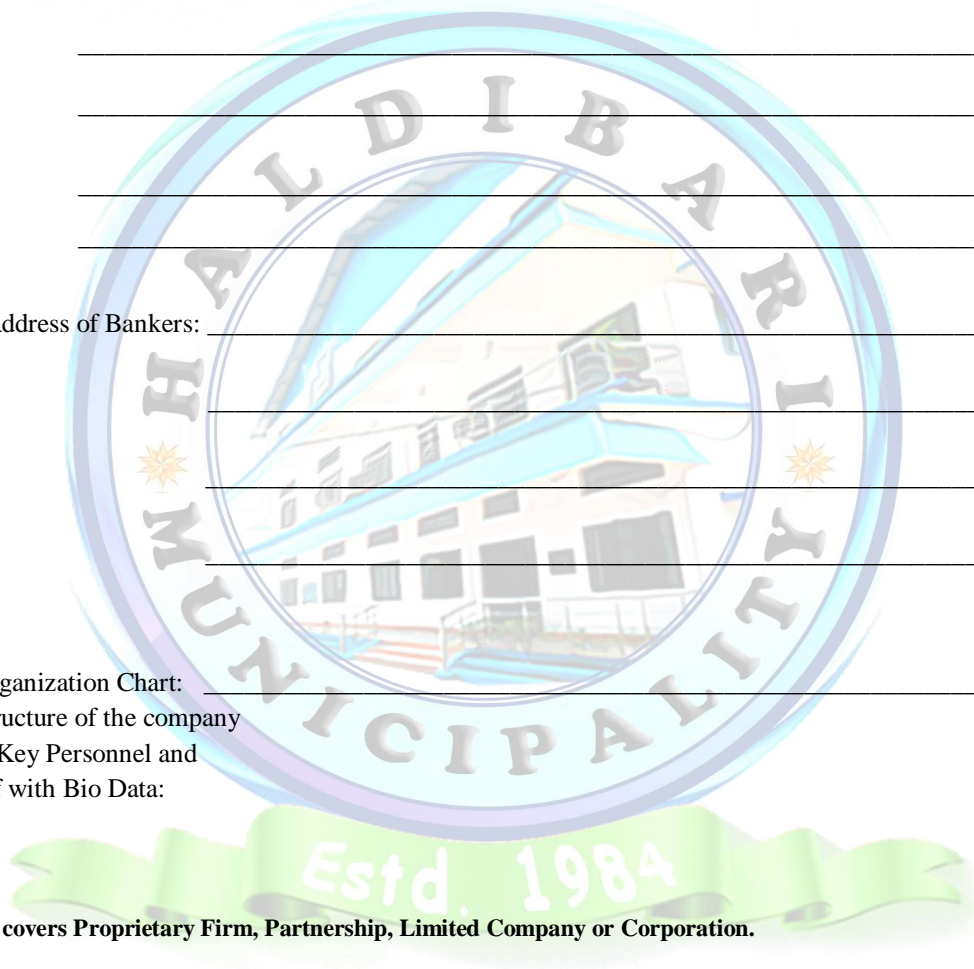 HALDIBARI
Address of Bankers:
ganization Chart:
ructure of the company
Key Personnel and
with Bio Data:
MUNICIPALITY
Estd. 1984
covers Proprietary Firm, Partnership, Limited Company or Corporation.